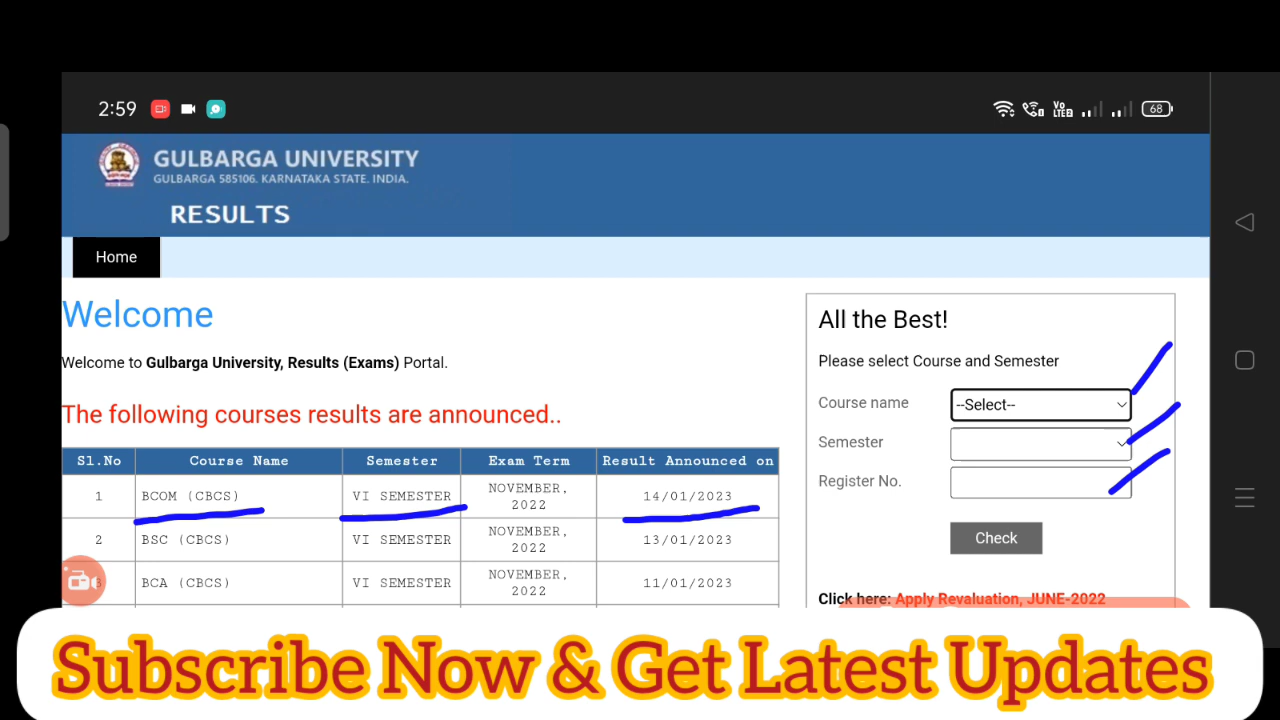 2:59
Vo
LTE2
68
GULBARGA UNIVERSITY
GULBARGA 585106. KARNATAKA STATE. INDIA.
RESULTS
Home
Welcome
Welcome to Gulbarga University, Results (Exams) Portal.
The following courses results are announced..
Sl.No Course Name Semester Exam Term Result Announced on
1 BCOM (CBCS) VI SEMESTER NOVEMBER, 2022 14/01/2023
2 BSC (CBCS) VI SEMESTER NOVEMBER, 2022 13/01/2023
BCA (CBCS) VI SEMESTER NOVEMBER, 2022 11/01/2023
All the Best!
Please select Course and Semester
Course name --Select--
Semester
Register No.
Check
Click here: Apply Revaluation, JUNE-2022
Subscribe Now & Get Latest Updates